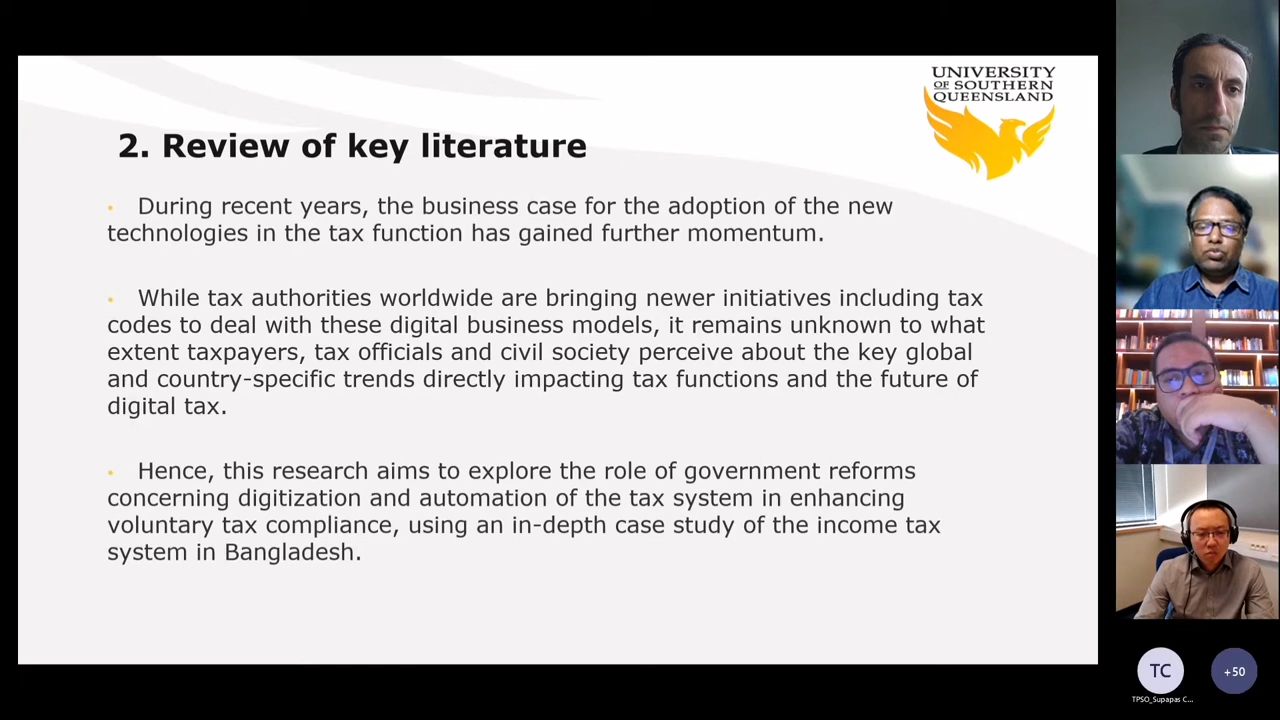 UNIVERSITY
OF SOUTHERN
QUEENSLAND
2. Review of key literature
• During recent years, the business case for the adoption of the new
technologies in the tax function has gained further momentum.
• While tax authorities worldwide are bringing newer initiatives including tax
codes to deal with these digital business models, it remains unknown to what
extent taxpayers, tax officials and civil society perceive about the key global
and country-specific trends directly impacting tax functions and the future of
digital tax.
• Hence, this research aims to explore the role of government reforms
concerning digitization and automation of the tax system in enhancing
voluntary tax compliance, using an in-depth case study of the income tax
system in Bangladesh.
TC
+50
TPSO_Supapas C...